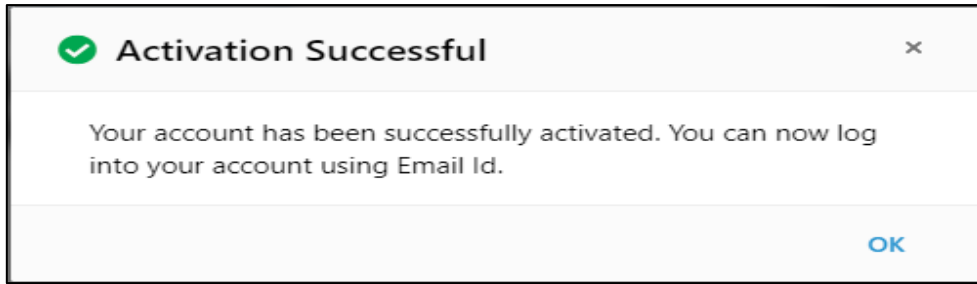 Activation Successful
Your account has been successfully activated. You can now log
into your account using Email Id.
OK